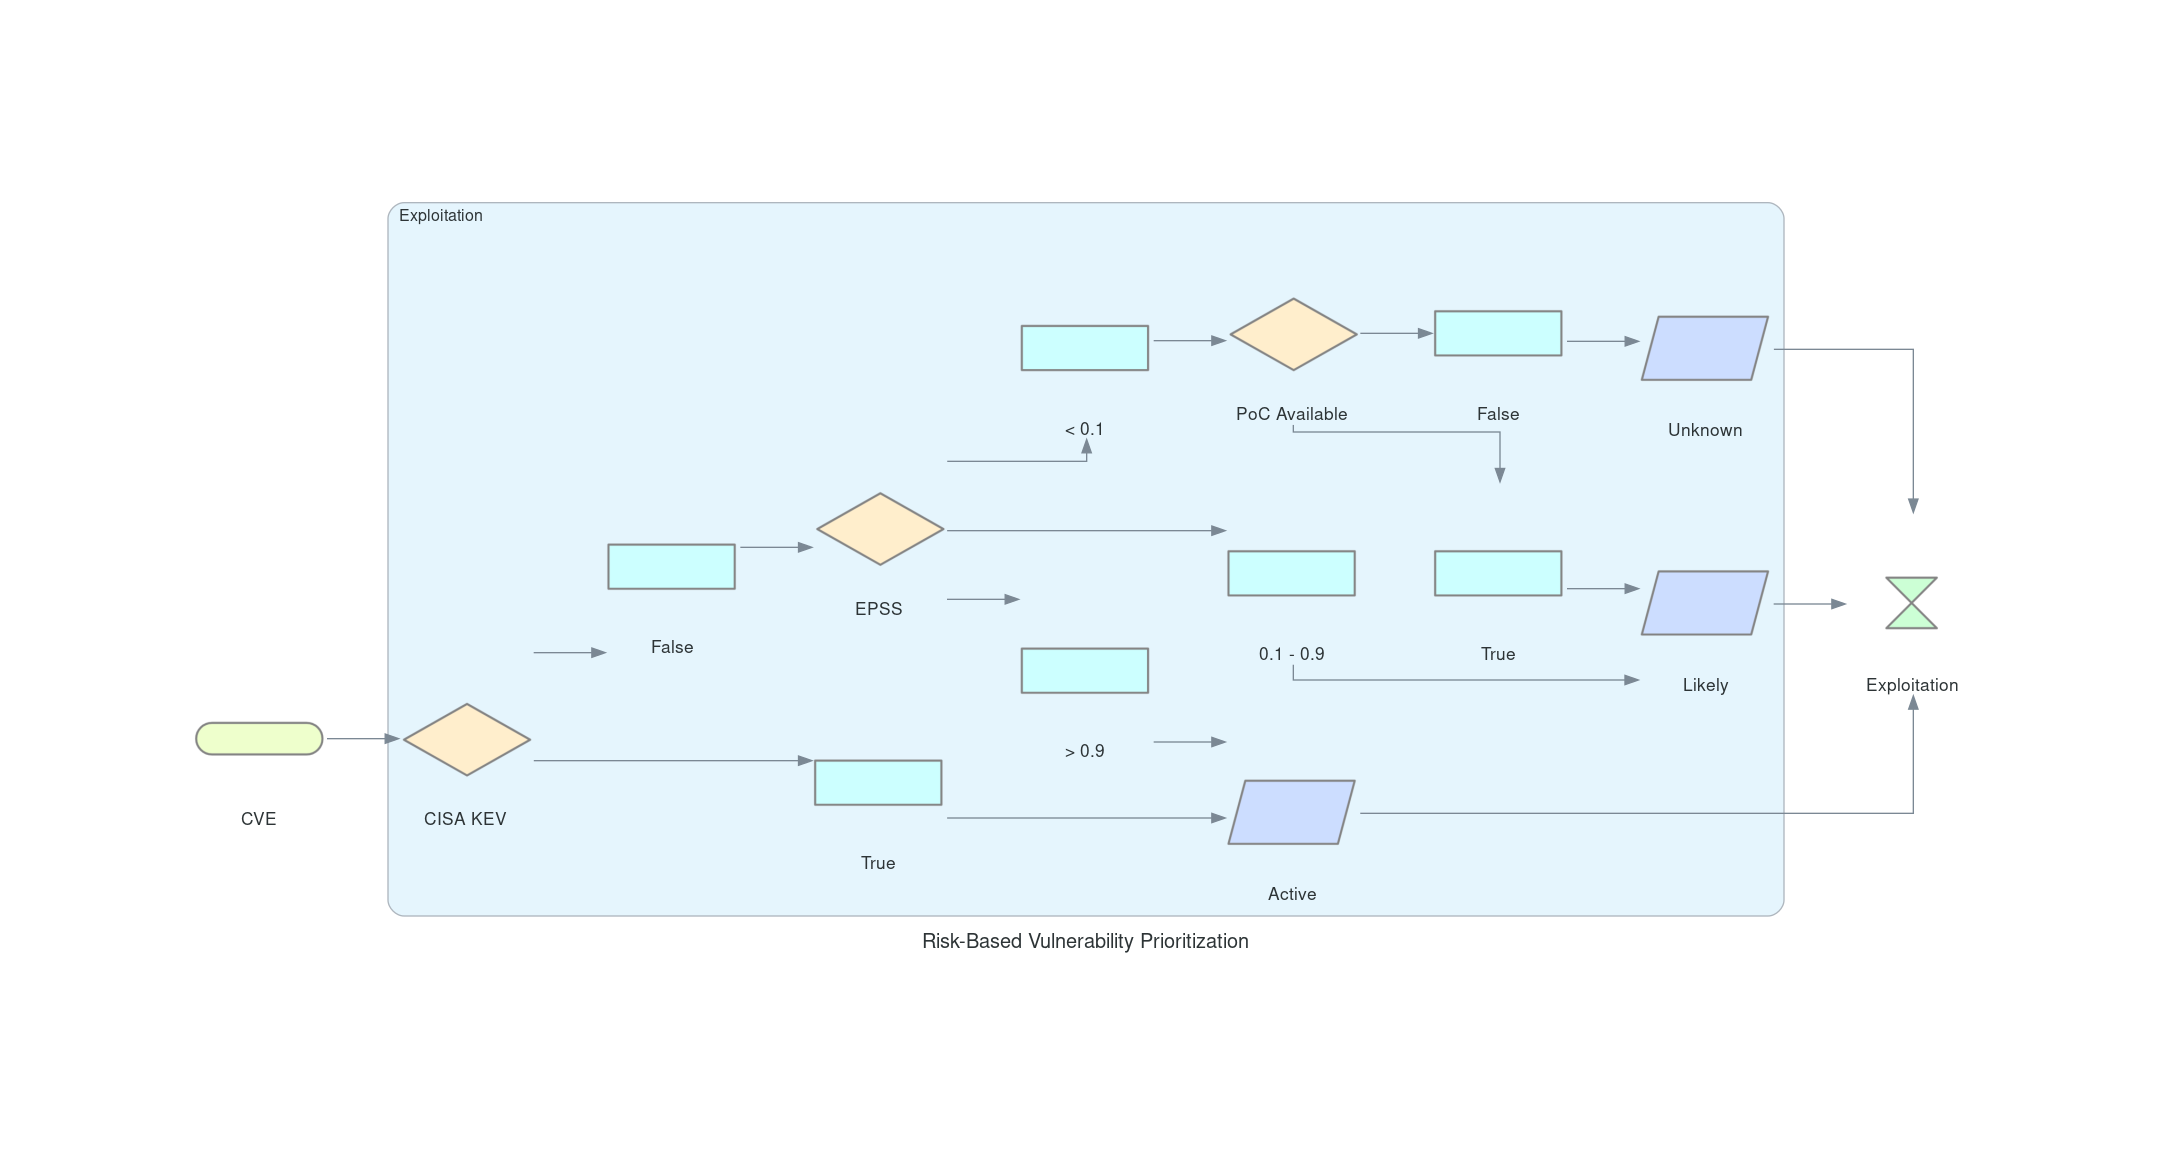 Exploitation
PoC Available
False
< 0.1
Unknown
EPSS
False
0.1 - 0.9
True
Likely
Exploitation
> 0.9
CVE
CISA KEV
True
Active
Risk-Based Vulnerability Prioritization